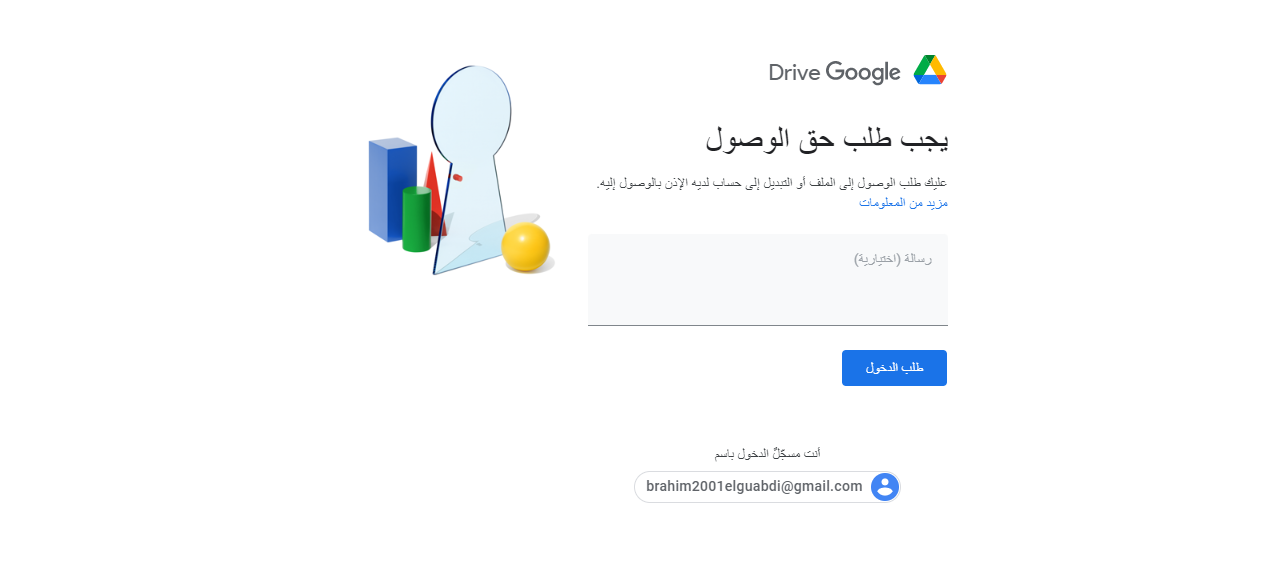 Drive Google
يجب طلب حق الوصول
عليك طلب الوصول إلى الملف أو التبديل إلى حساب لديه الإذن بالوصول إليه.
مزيد من المعلومات
رسالة (اختيارية)
طلب الدخول
أنت مسجّلٌ الدخول باسم
brahim2001elguabdi@gmail.com